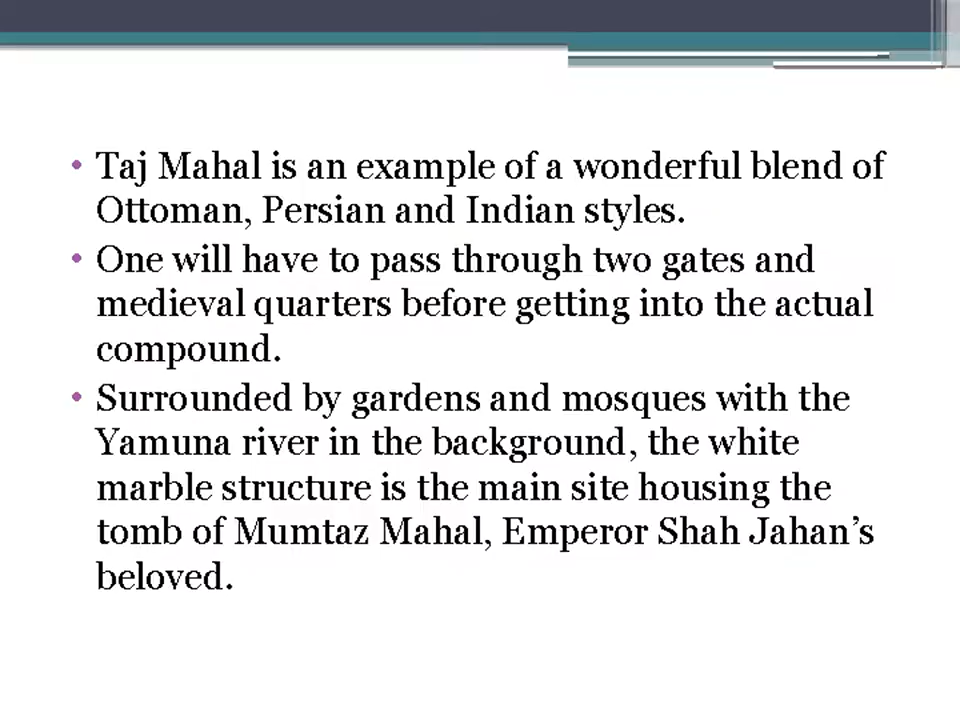 • Taj Mahal is an example of a wonderful blend of
Ottoman, Persian and Indian styles.
• One will have to pass through two gates and
medieval quarters before getting into the actual
compound.
• Surrounded by gardens and mosques with the
Yamuna river in the background, the white
marble structure is the main site housing the
tomb of Mumtaz Mahal, Emperor Shah Jahan’s
beloved.